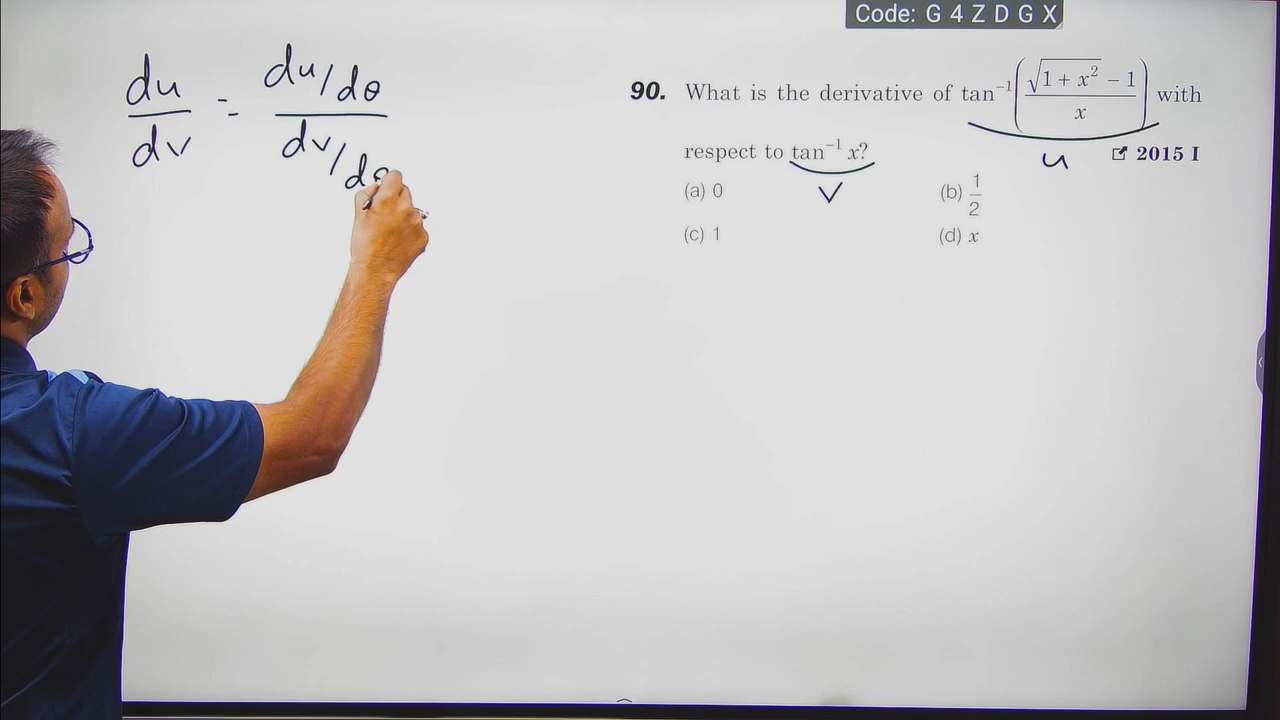 Code: G 4 Z D G X
du/dv = (du/dθ)/(dv/dθ)
90. What is the derivative of tan⁻¹((√(1 + x²) − 1)/x) with
respect to tan⁻¹ x? 2015 I
u
v
(a) 0 (b) 1/2
(c) 1 (d) x